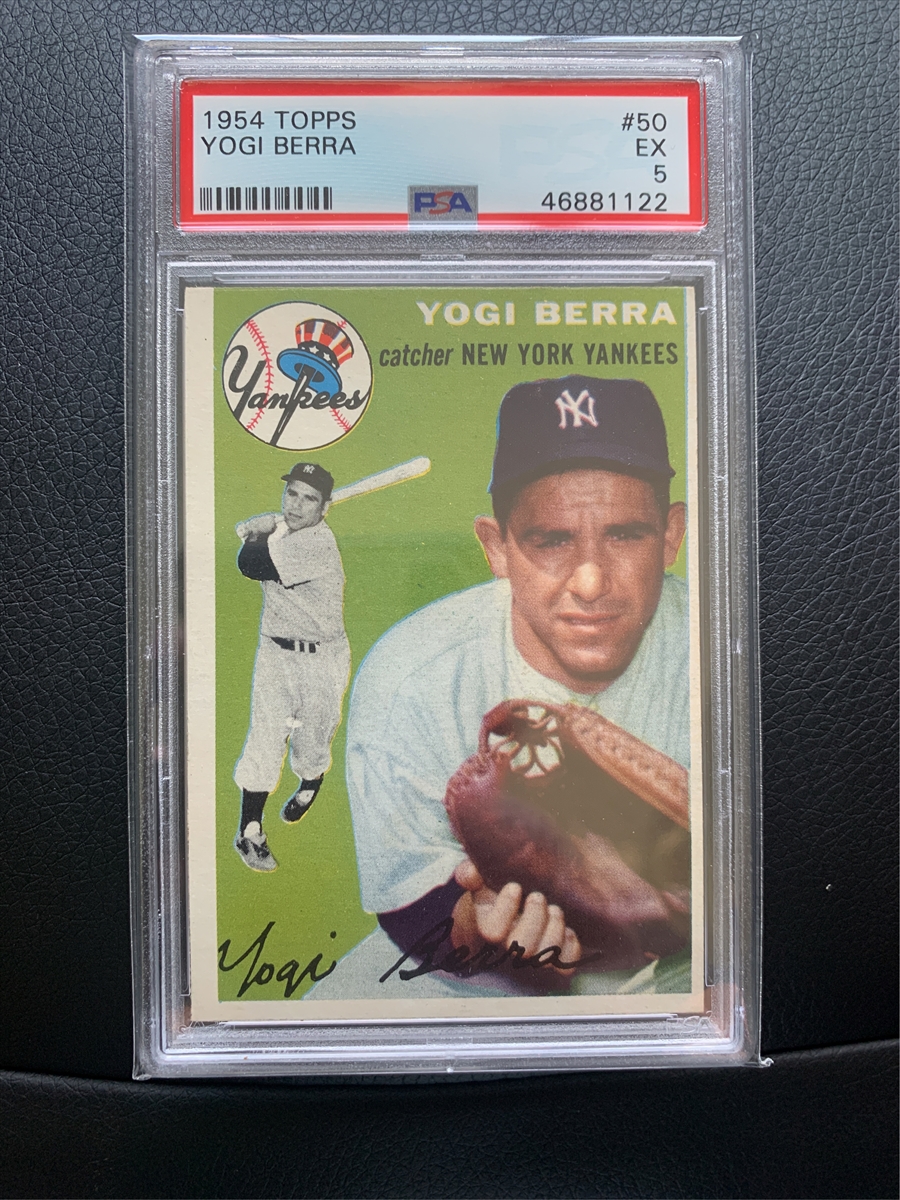 1954 TOPPS #50
YOGI BERRA EX
5
PSA 46881122
YOGI BERRA
catcher NEW YORK YANKEES
Yankees
NY
NY
Yogi Berra